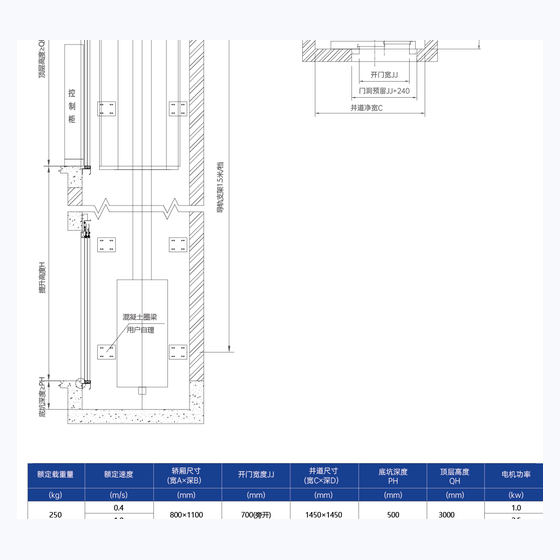 顶层高度≥QH
开门宽JJ
门洞预层JJ+240
井道净宽C
导轨支架1.5米/档
提升高度H
混凝土圈梁
用户自理
底坑深度≥PH
额定载重量 额定速度 轿厢尺寸 (宽A×深B) 开门宽度JJ 井道尺寸 (宽C×深D) 底坑深度 PH 顶层高度 QH 电机功率
(kg) (m/s) (mm) (mm) (mm) (mm) (mm) (kw)
250 0.4 800×1100 700(旁开) 1450×1450 500 3000 1.0